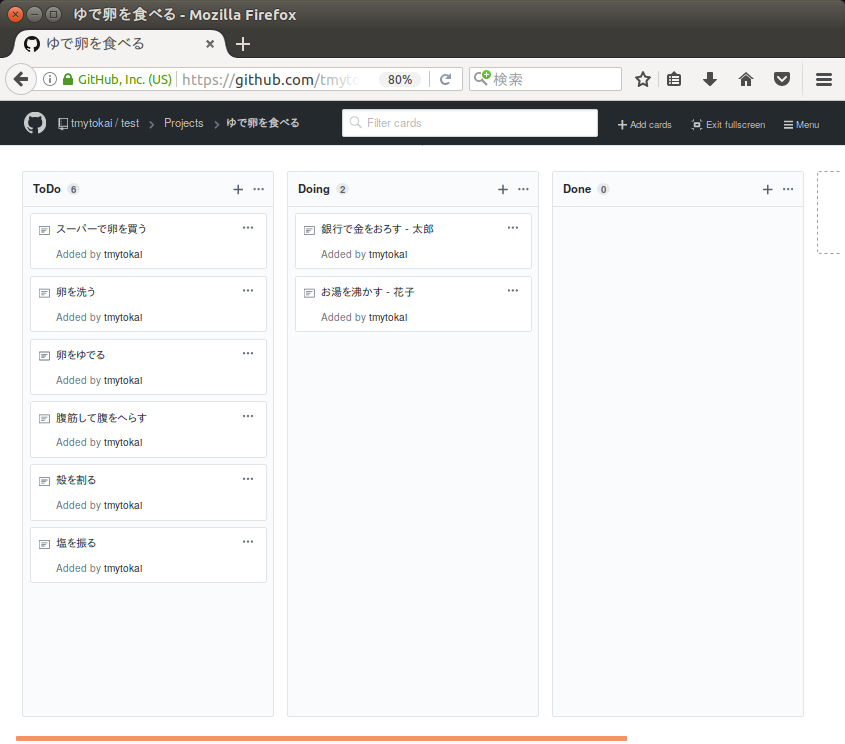 ゆで卵を食べる - Mozilla Firefox
ゆで卵を食べる
GitHub, Inc. (US) https://github.com/tmyto 80% 検索
tmytokai / test Projects ゆで卵を食べる Filter cards Add cards Exit fullscreen Menu
ToDo 6
スーパーで卵を買う
Added by tmytokai
卵を洗う
Added by tmytokai
卵をゆでる
Added by tmytokai
腹筋して腹をへらす
Added by tmytokai
殻を割る
Added by tmytokai
塩を振る
Added by tmytokai
Doing 2
銀行で金をおろす - 太郎
Added by tmytokai
お湯を沸かす - 花子
Added by tmytokai
Done 0